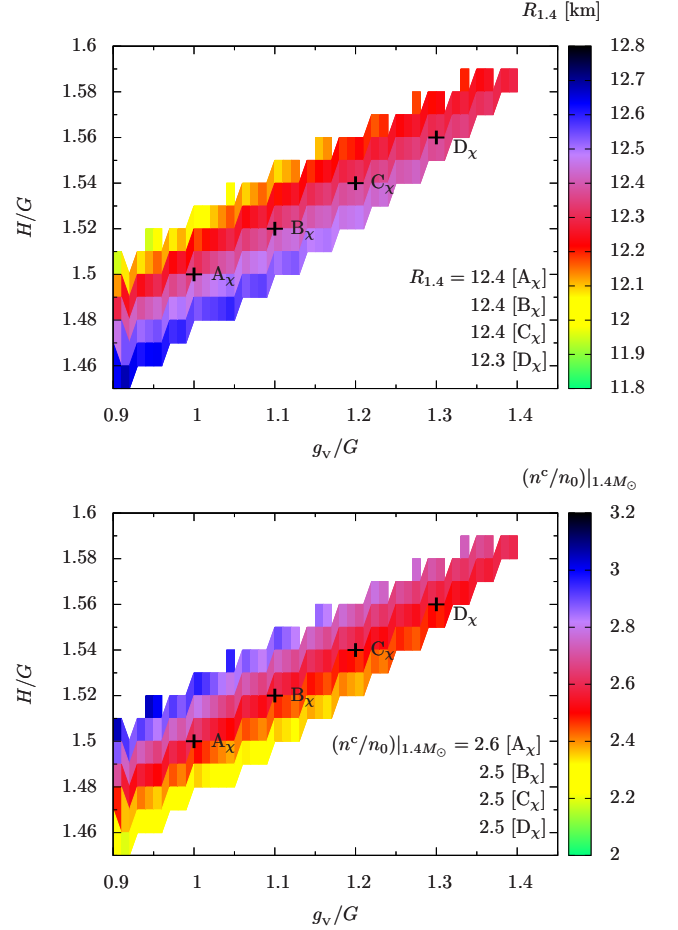 R₁.₄ [km]
1.6
1.58
1.56
1.54
1.52
1.5
1.48
1.46
H/G
Dχ
Cχ
Bχ
Aχ
R₁.₄ = 12.4 [Aχ]
12.4 [Bχ]
12.4 [Cχ]
12.3 [Dχ]
0.9 1 1.1 1.2 1.3 1.4
gᵥ/G
12.8
12.7
12.6
12.5
12.4
12.3
12.2
12.1
12
11.9
11.8
(nᶜ/n₀)|₁.₄M⊙
1.6
1.58
1.56
1.54
1.52
1.5
1.48
1.46
H/G
Dχ
Cχ
Bχ
Aχ
(nᶜ/n₀)|₁.₄M⊙ = 2.6 [Aχ]
2.5 [Bχ]
2.5 [Cχ]
2.5 [Dχ]
0.9 1 1.1 1.2 1.3 1.4
gᵥ/G
3.2
3
2.8
2.6
2.4
2.2
2